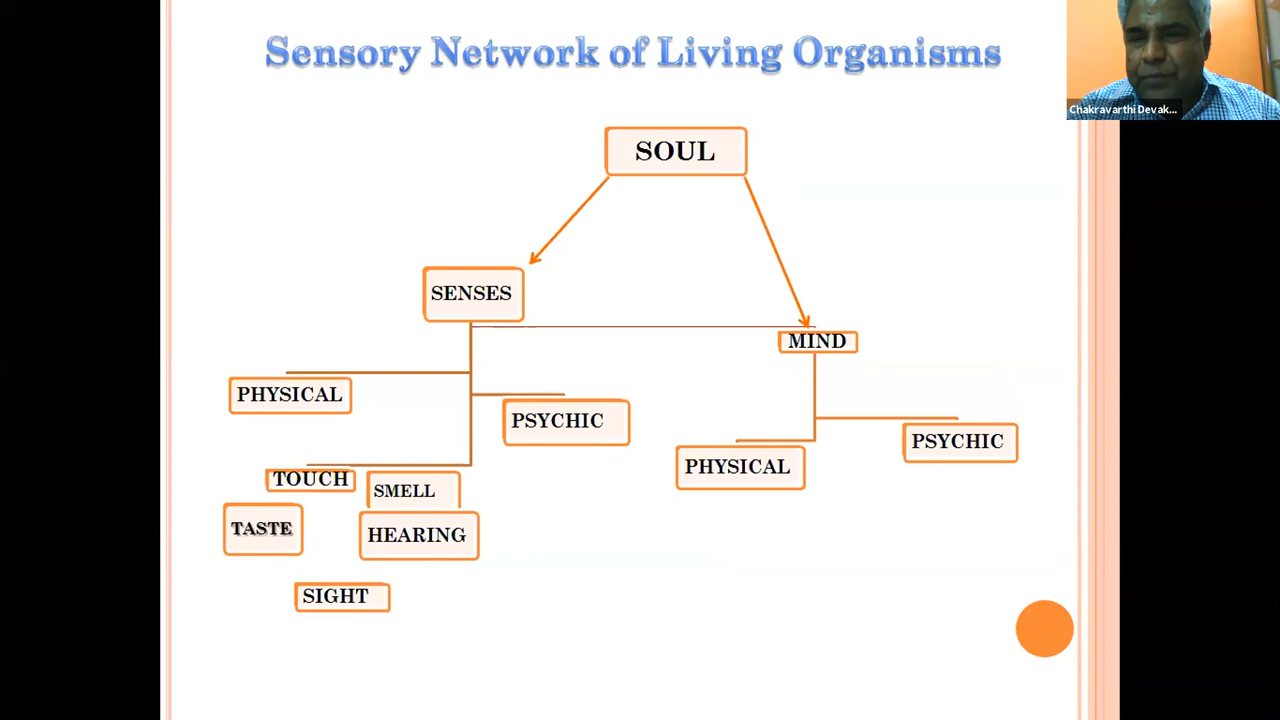 Sensory Network of Living Organisms
Chakravarthi Devak...
SOUL
SENSES
MIND
PHYSICAL
PSYCHIC
PHYSICAL
PSYCHIC
TOUCH
SMELL
TASTE
HEARING
SIGHT